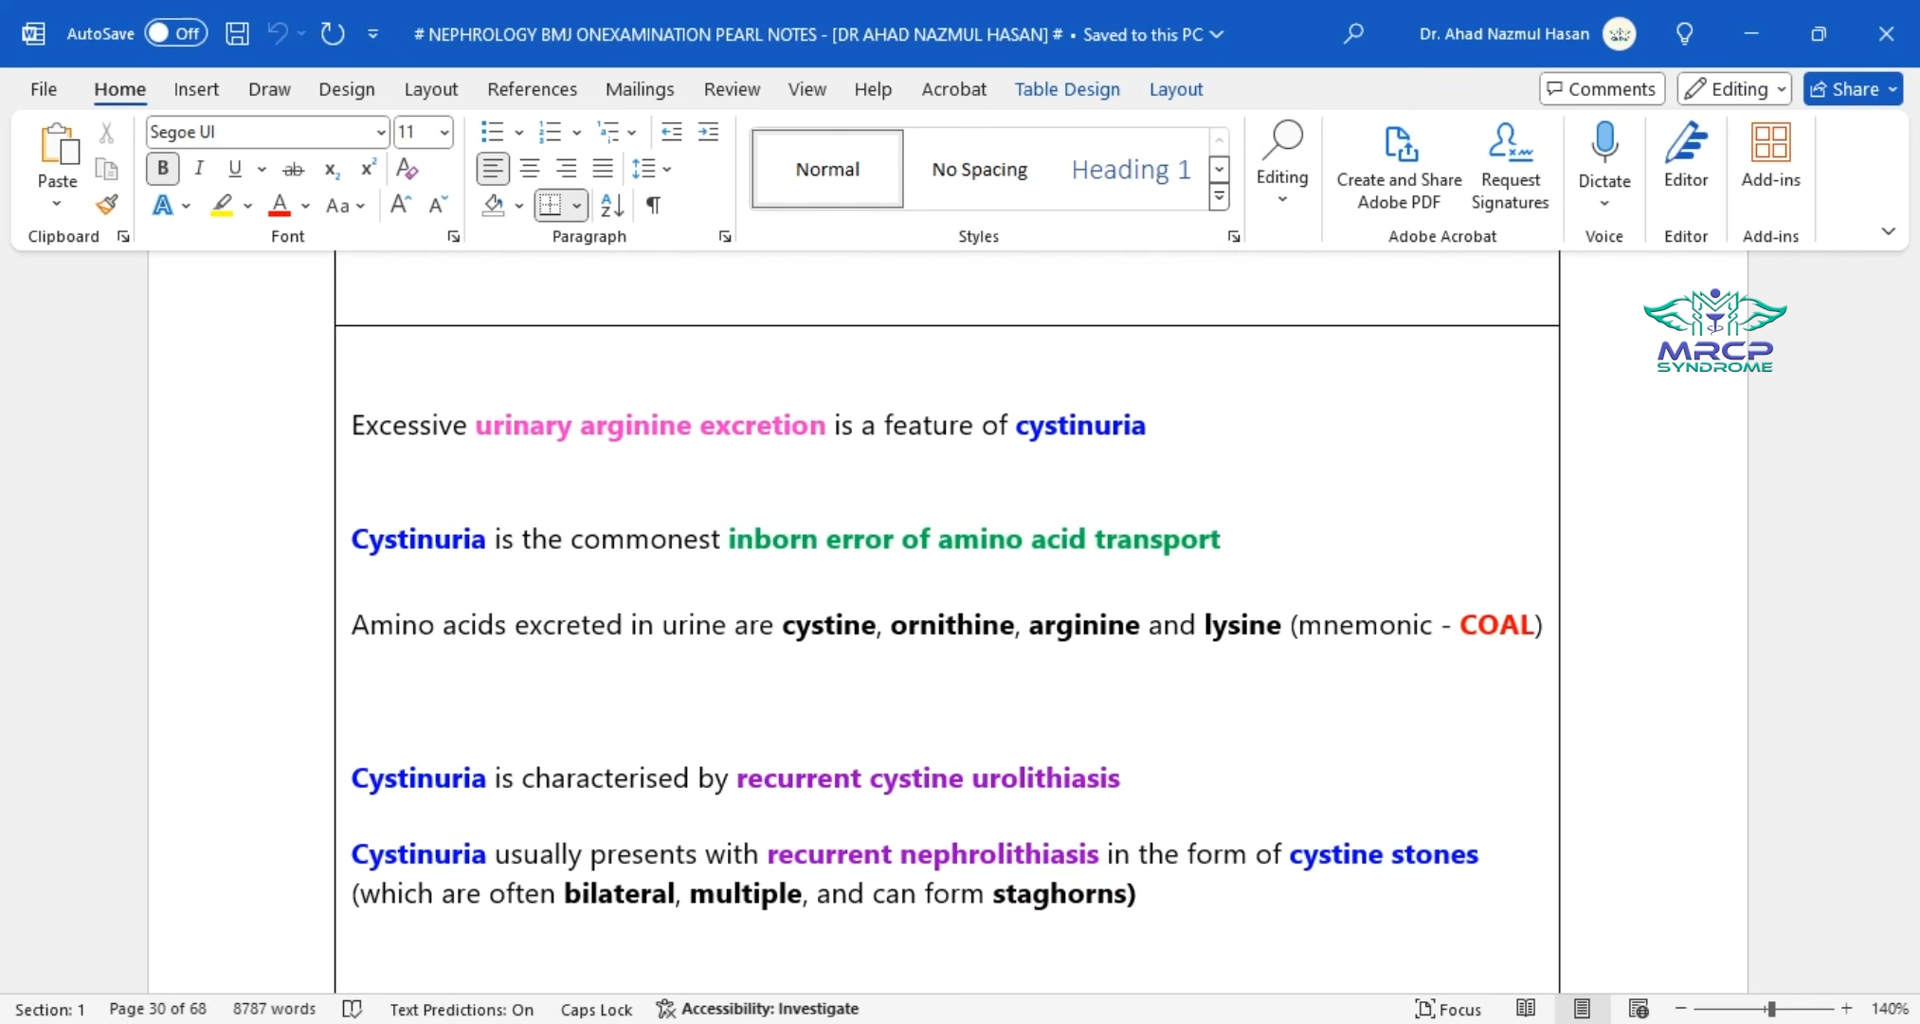 AutoSave Off # NEPHROLOGY BMJ ONEXAMINATION PEARL NOTES - [DR AHAD NAZMUL HASAN] # • Saved to this PC Dr. Ahad Nazmul Hasan
File Home Insert Draw Design Layout References Mailings Review View Help Acrobat Table Design Layout Comments Editing Share
Segoe UI 11
Normal No Spacing Heading 1
Paste Editing Create and Share Adobe PDF Request Signatures Dictate Editor Add-ins
Clipboard Font Paragraph Styles Adobe Acrobat Voice Editor Add-ins
MRCP
SYNDROME
Excessive urinary arginine excretion is a feature of cystinuria
Cystinuria is the commonest inborn error of amino acid transport
Amino acids excreted in urine are cystine, ornithine, arginine and lysine (mnemonic - COAL)
Cystinuria is characterised by recurrent cystine urolithiasis
Cystinuria usually presents with recurrent nephrolithiasis in the form of cystine stones
(which are often bilateral, multiple, and can form staghorns)
Section: 1 Page 30 of 68 8787 words Text Predictions: On Caps Lock Accessibility: Investigate Focus 140%